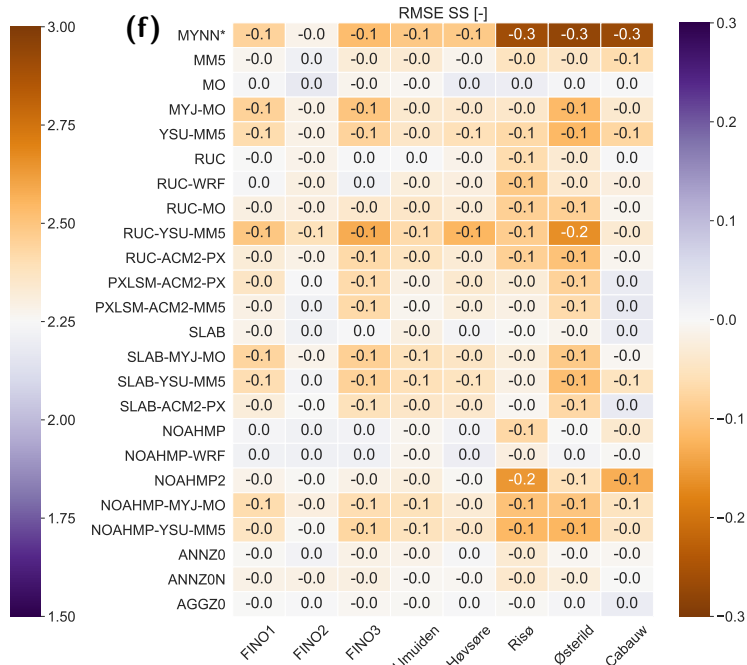 (f)
RMSE SS [-]
3.00
2.75
2.50
2.25
2.00
1.75
1.50
MYNN* -0.1 -0.0 -0.1 -0.1 -0.1 -0.3 -0.3 -0.3
MM5 -0.0 0.0 -0.0 -0.0 -0.0 -0.0 -0.0 -0.1
MO 0.0 0.0 -0.0 -0.0 0.0 0.0 0.0 0.0
MYJ-MO -0.1 -0.0 -0.1 -0.0 -0.0 -0.0 -0.1 -0.0
YSU-MM5 -0.1 -0.0 -0.1 -0.0 -0.1 -0.1 -0.1 -0.1
RUC -0.0 -0.0 0.0 0.0 -0.0 -0.1 -0.0 0.0
RUC-WRF 0.0 -0.0 0.0 -0.0 -0.0 -0.1 -0.0 -0.0
RUC-MO -0.0 -0.0 -0.0 -0.0 -0.0 -0.1 -0.1 -0.0
RUC-YSU-MM5 -0.1 -0.1 -0.1 -0.1 -0.1 -0.1 -0.2 -0.0
RUC-ACM2-PX -0.0 -0.0 -0.1 -0.0 -0.0 -0.1 -0.1 -0.0
PXLSM-ACM2-PX -0.0 0.0 -0.1 -0.0 -0.0 -0.0 -0.1 0.0
PXLSM-ACM2-MM5 -0.0 0.0 -0.1 -0.0 -0.0 -0.0 -0.1 0.0
SLAB -0.0 0.0 0.0 -0.0 0.0 -0.0 -0.0 0.0
SLAB-MYJ-MO -0.1 -0.0 -0.1 -0.1 -0.0 -0.0 -0.1 -0.0
SLAB-YSU-MM5 -0.1 0.0 -0.1 -0.1 -0.1 -0.0 -0.1 -0.1
SLAB-ACM2-PX -0.0 -0.0 -0.1 -0.0 -0.0 -0.0 -0.1 0.0
NOAHMP 0.0 0.0 0.0 -0.0 0.0 -0.1 -0.0 -0.0
NOAHMP-WRF 0.0 0.0 0.0 -0.0 0.0 -0.0 0.0 -0.0
NOAHMP2 -0.0 -0.0 -0.0 -0.0 -0.0 -0.2 -0.1 -0.1
NOAHMP-MYJ-MO -0.1 -0.0 -0.1 -0.1 -0.0 -0.1 -0.1 -0.1
NOAHMP-YSU-MM5 -0.0 -0.0 -0.1 -0.1 -0.0 -0.1 -0.1 -0.0
ANNZ0 -0.0 0.0 -0.0 -0.0 0.0 -0.0 -0.0 -0.0
ANNZ0N -0.0 -0.0 -0.0 -0.0 -0.0 -0.0 -0.0 -0.0
AGGZ0 -0.0 0.0 -0.0 -0.0 0.0 -0.0 0.0 0.0
FINO1 FINO2 FINO3 Jmuiden Høvsøre Risø Østerild Cabauw
0.3
0.2
0.1
0.0
-0.1
-0.2
-0.3